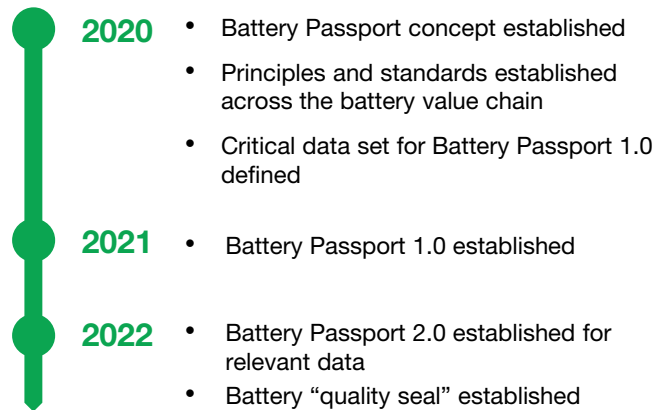 2020 • Battery Passport concept established
• Principles and standards established
across the battery value chain
• Critical data set for Battery Passport 1.0
defined
2021 • Battery Passport 1.0 established
2022 • Battery Passport 2.0 established for
relevant data
• Battery “quality seal” established